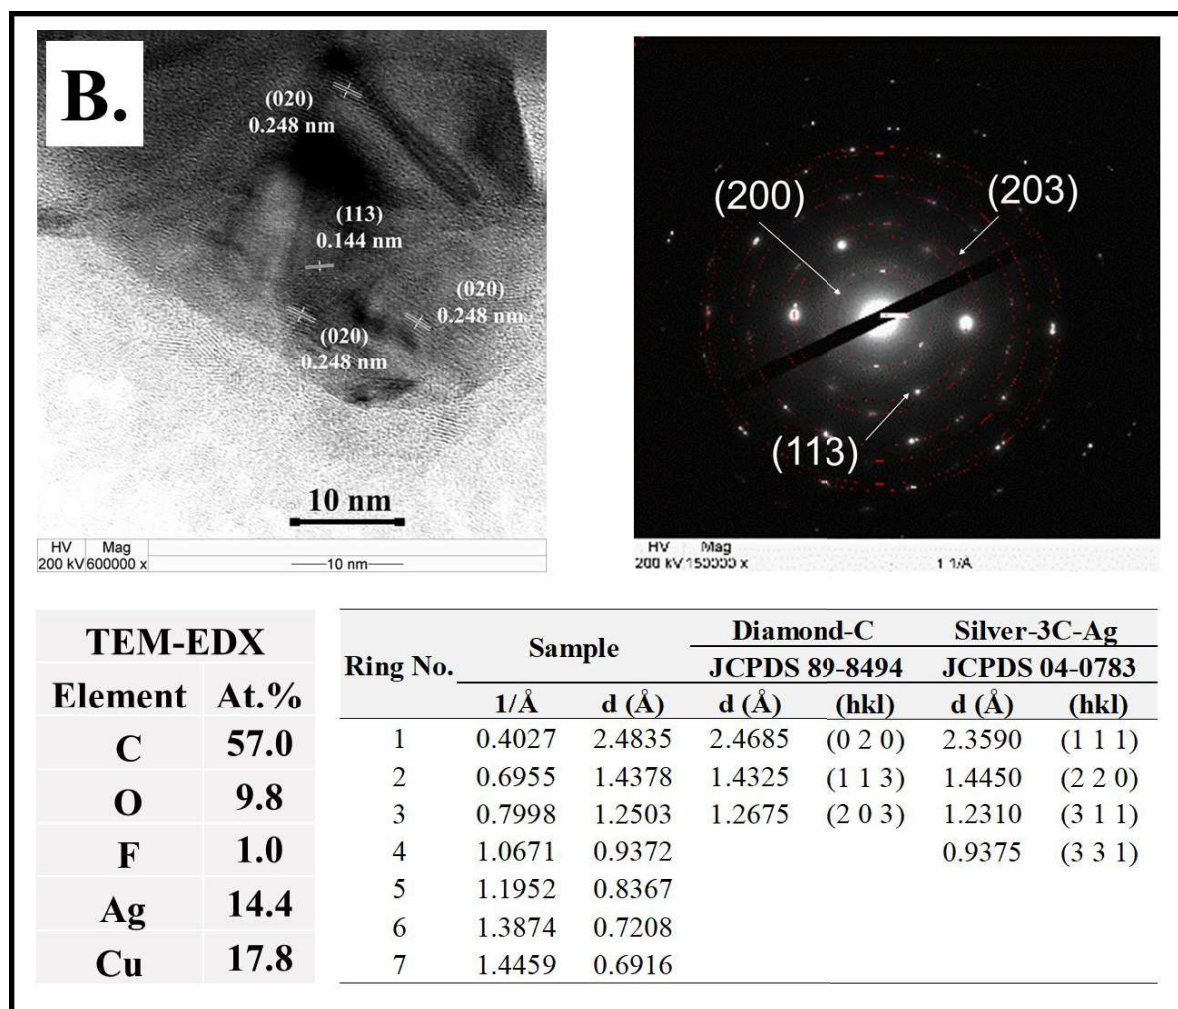 B.
(020)
0.248 nm
(113)
0.144 nm
(020)
0.248 nm
(020)
0.248 nm
10 nm
HV Mag
200 kV 600000 x 10 nm
(200)
(203)
(113)
HV Mag
200 kV 150000 x 1 1/A
TEM-EDX
Element At.%
C 57.0
O 9.8
F 1.0
Ag 14.4
Cu 17.8
Ring No. Sample Diamond-C Silver-3C-Ag
JCPDS 89-8494 JCPDS 04-0783
1/Å d (Å) d (Å) (hkl) d (Å) (hkl)
1 0.4027 2.4835 2.4685 (0 2 0) 2.3590 (1 1 1)
2 0.6955 1.4378 1.4325 (1 1 3) 1.4450 (2 2 0)
3 0.7998 1.2503 1.2675 (2 0 3) 1.2310 (3 1 1)
4 1.0671 0.9372 0.9375 (3 3 1)
5 1.1952 0.8367
6 1.3874 0.7208
7 1.4459 0.6916